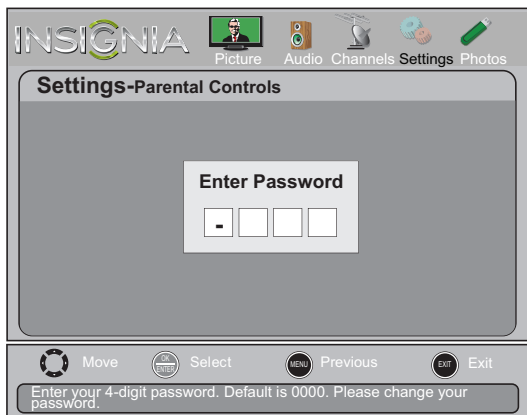 INSIGNIA
Picture Audio Channels Settings Photos
Settings-Parental Controls
Enter Password
-
Move OK ENTER Select MENU Previous EXIT Exit
Enter your 4-digit password. Default is 0000. Please change your
password.